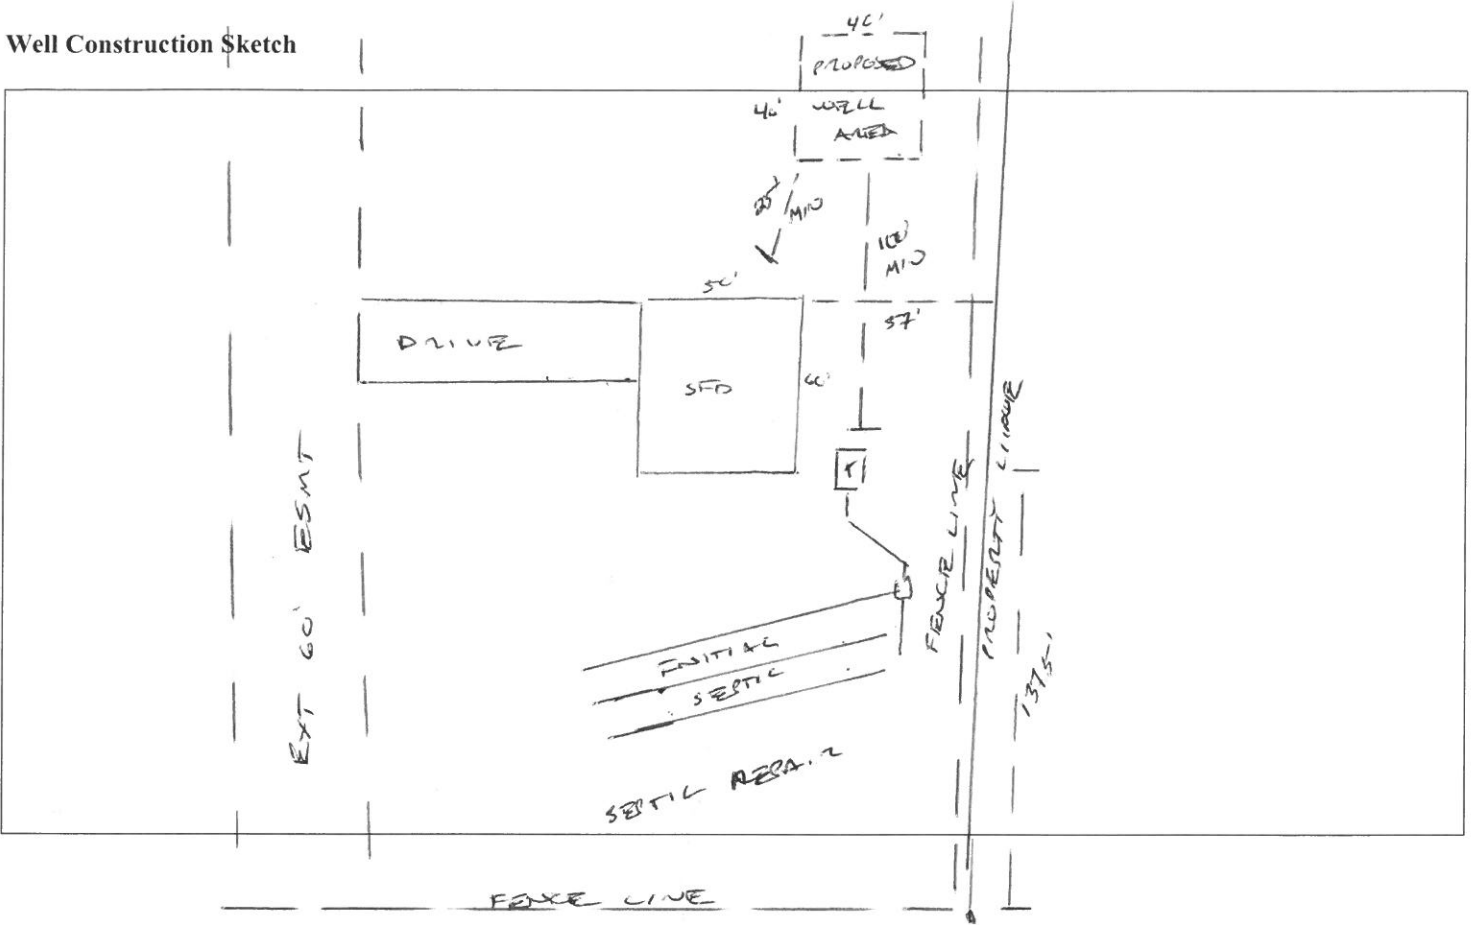 Well Construction Sketch
40'
PROPOSED
WELL
AREA
40'
25'
MIN
100'
MIN
50'
57'
DRIVE
SFD
60'
EXT 60' ESMT
FENCE LINE
PROPERTY LINE
INITIAL
SEPTIC
SEPTIC REPAIR
FENCE LINE